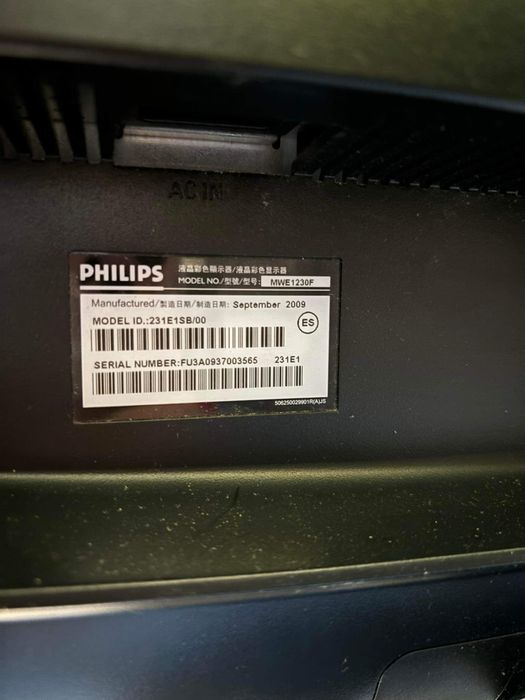 AC IN
PHILIPS
液晶彩色顯示器/液晶彩色显示器
MODEL NO./型號/型号: MWE1230F
Manufactured/製造日期/制造日期: September 2009
MODEL ID.:231E1SB/00
ES
SERIAL NUMBER:FU3A0937003565 231E1
506250029901R(A)JS